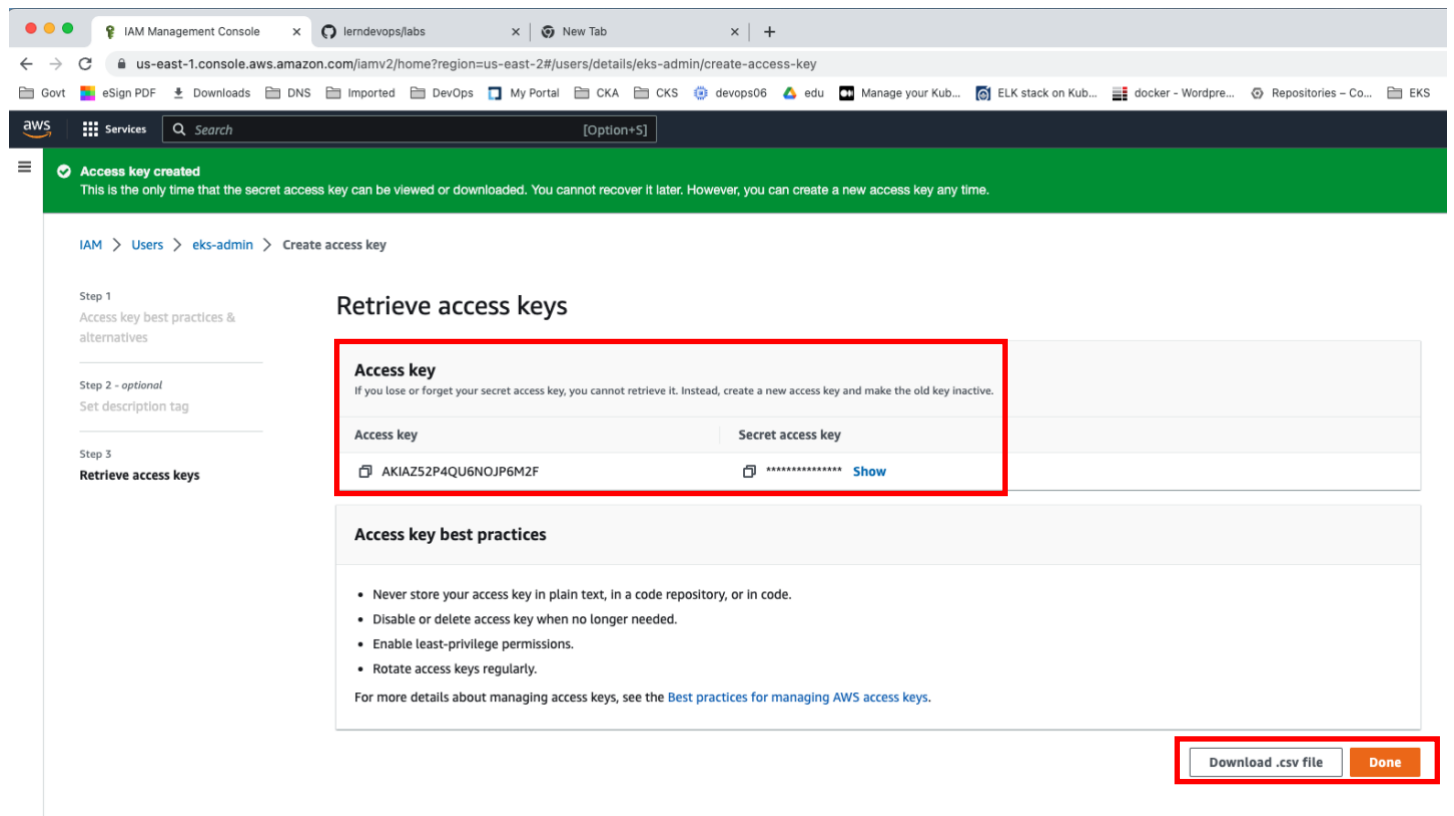 IAM Management Console × lerndevops/labs × New Tab × +
us-east-1.console.aws.amazon.com/iamv2/home?region=us-east-2#/users/details/eks-admin/create-access-key
Govt eSign PDF Downloads DNS Imported DevOps My Portal CKA CKS devops06 edu Manage your Kub... ELK stack on Kub... docker - Wordpre... Repositories – Co... EKS
aws Services Search [Option+S]
Access key created
This is the only time that the secret access key can be viewed or downloaded. You cannot recover it later. However, you can create a new access key any time.
IAM > Users > eks-admin > Create access key
Step 1
Access key best practices &
alternatives
Step 2 - optional
Set description tag
Step 3
Retrieve access keys
Retrieve access keys
Access key
If you lose or forget your secret access key, you cannot retrieve it. Instead, create a new access key and make the old key inactive.
Access key Secret access key
AKIAZ52P4QU6NOJP6M2F *************** Show
Access key best practices
• Never store your access key in plain text, in a code repository, or in code.
• Disable or delete access key when no longer needed.
• Enable least-privilege permissions.
• Rotate access keys regularly.
For more details about managing access keys, see the Best practices for managing AWS access keys.
Download .csv file Done